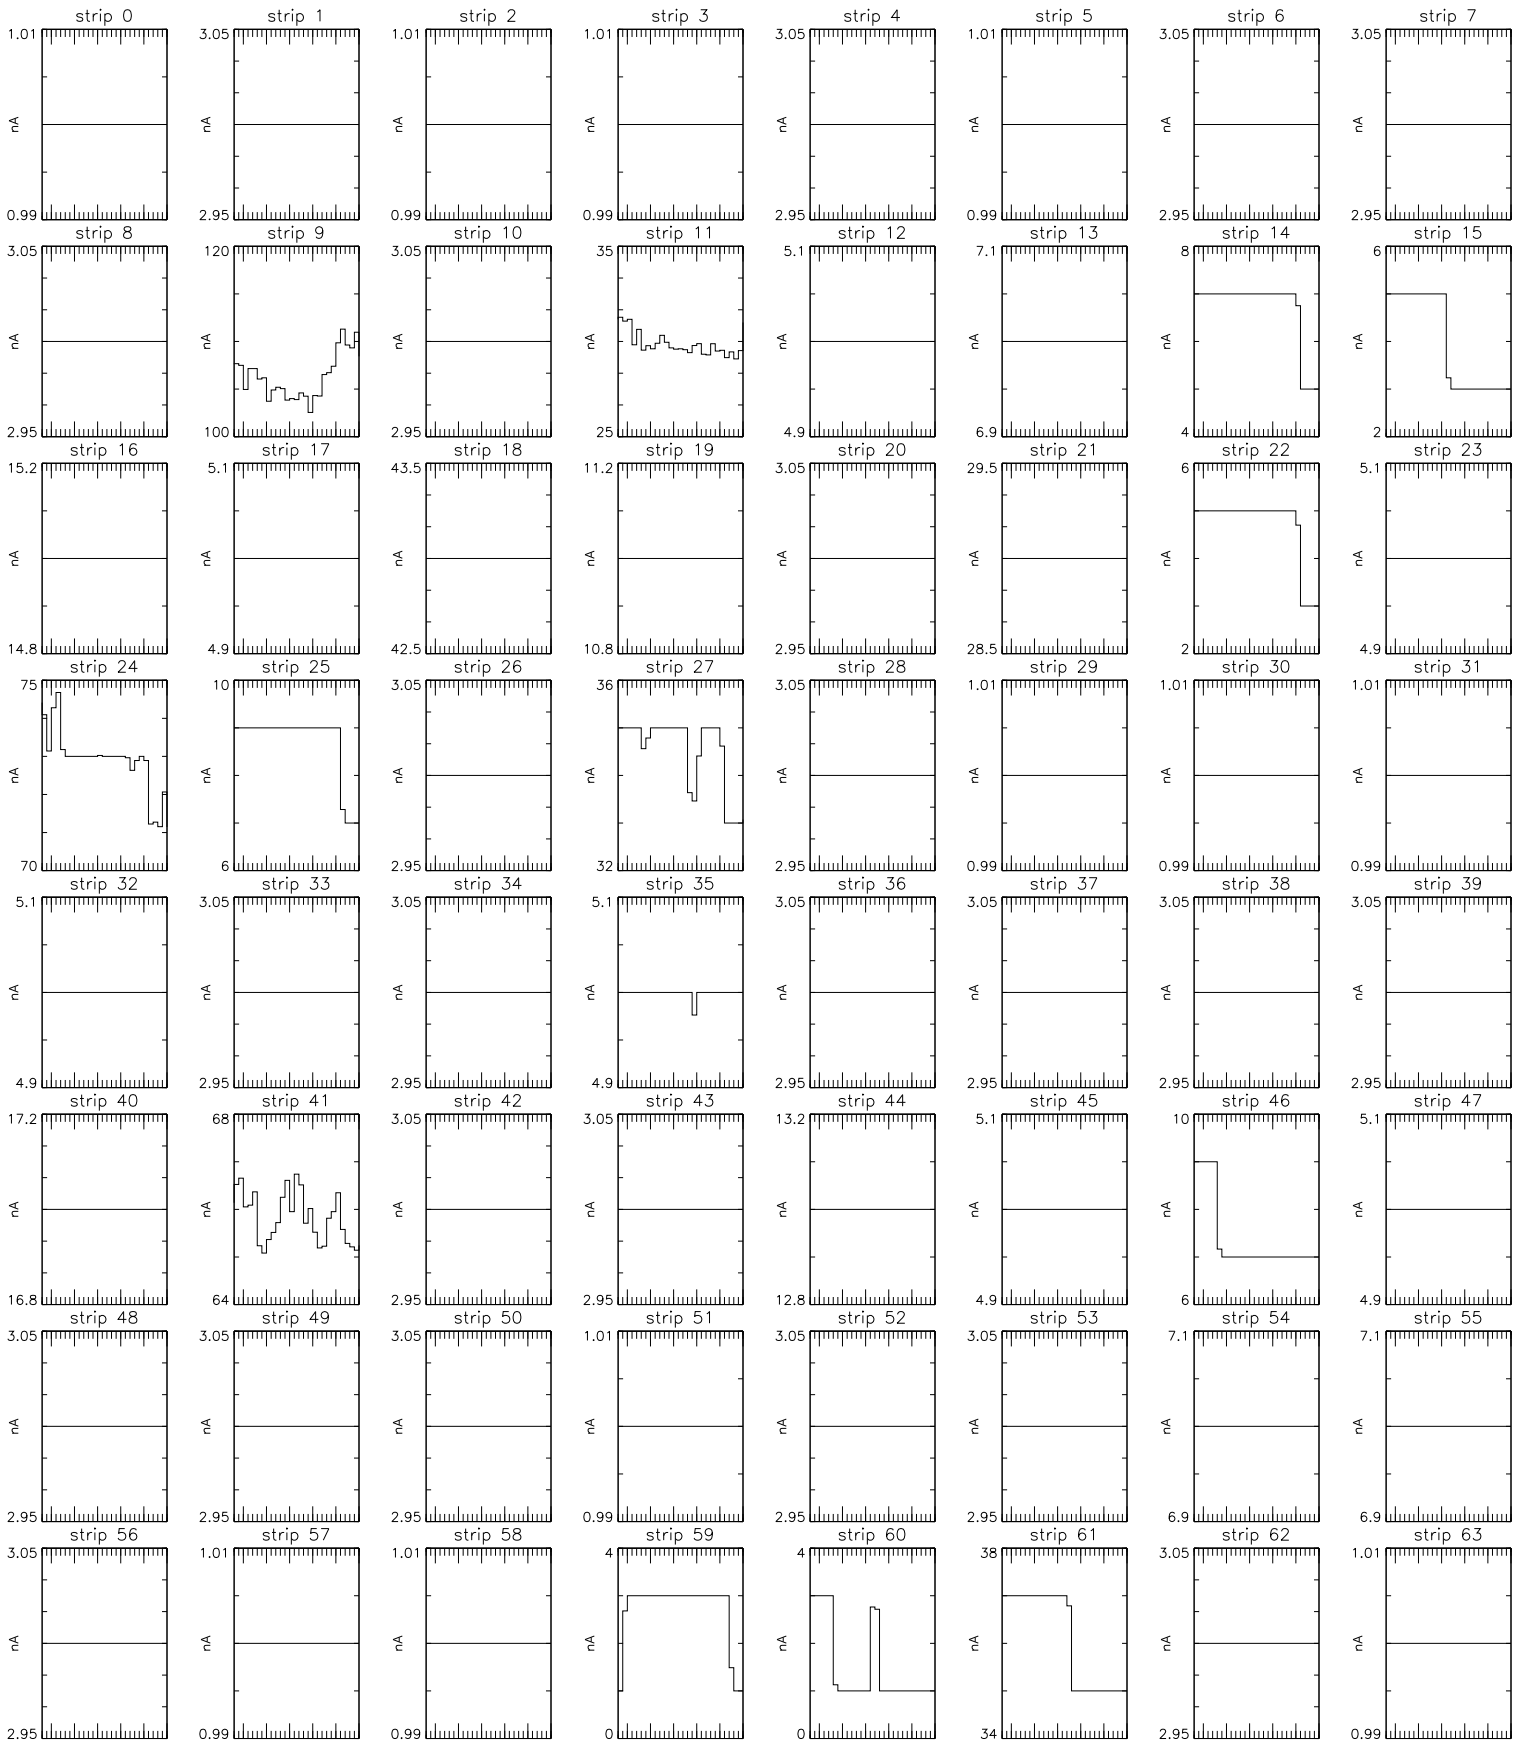 strip 0 strip 1 strip 2 strip 3 strip 4 strip 5 strip 6 strip 7
1.01 3.05 1.01 1.01 3.05 1.01 3.05 3.05
nA nA nA nA nA nA nA nA
0.99 2.95 0.99 0.99 2.95 0.99 2.95 2.95
strip 8 strip 9 strip 10 strip 11 strip 12 strip 13 strip 14 strip 15
3.05 120 3.05 35 5.1 7.1 8 6
nA nA nA nA nA nA nA nA
2.95 100 2.95 25 4.9 6.9 4 2
strip 16 strip 17 strip 18 strip 19 strip 20 strip 21 strip 22 strip 23
15.2 5.1 43.5 11.2 3.05 29.5 6 5.1
nA nA nA nA nA nA nA nA
14.8 4.9 42.5 10.8 2.95 28.5 2 4.9
strip 24 strip 25 strip 26 strip 27 strip 28 strip 29 strip 30 strip 31
75 10 3.05 36 3.05 1.01 1.01 1.01
nA nA nA nA nA nA nA nA
70 6 2.95 32 2.95 0.99 0.99 0.99
strip 32 strip 33 strip 34 strip 35 strip 36 strip 37 strip 38 strip 39
5.1 3.05 3.05 5.1 3.05 3.05 3.05 3.05
nA nA nA nA nA nA nA nA
4.9 2.95 2.95 4.9 2.95 2.95 2.95 2.95
strip 40 strip 41 strip 42 strip 43 strip 44 strip 45 strip 46 strip 47
17.2 68 3.05 3.05 13.2 5.1 10 5.1
nA nA nA nA nA nA nA nA
16.8 64 2.95 2.95 12.8 4.9 6 4.9
strip 48 strip 49 strip 50 strip 51 strip 52 strip 53 strip 54 strip 55
3.05 3.05 3.05 1.01 3.05 3.05 7.1 7.1
nA nA nA nA nA nA nA nA
2.95 2.95 2.95 0.99 2.95 2.95 6.9 6.9
strip 56 strip 57 strip 58 strip 59 strip 60 strip 61 strip 62 strip 63
3.05 1.01 1.01 4 4 38 3.05 1.01
nA nA nA nA nA nA nA nA
2.95 0.99 0.99 0 0 34 2.95 0.99